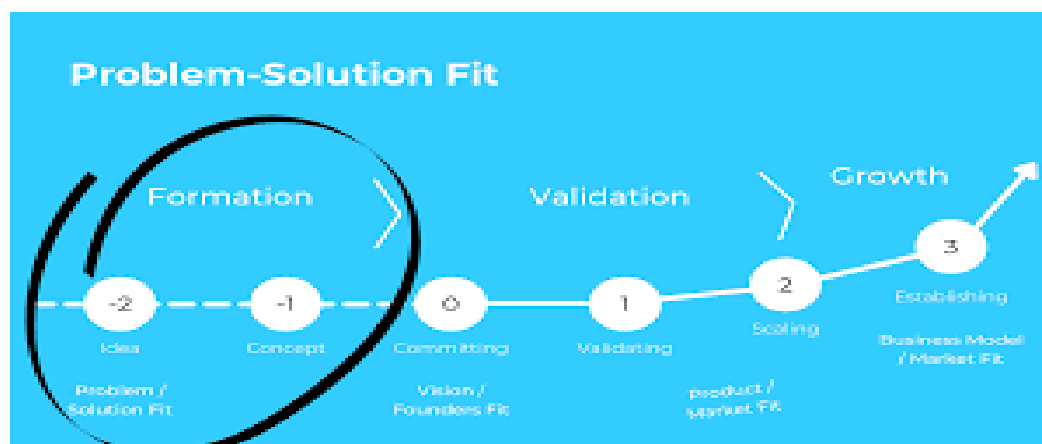 Problem-Solution Fit
Formation
Validation
Growth
-2
-1
0
1
2
3
Idea
Concept
Committing
Validating
Scaling
Establishing
Problem /
Solution Fit
Vision /
Founders Fit
Product /
Market Fit
Business Model
/ Market Fit